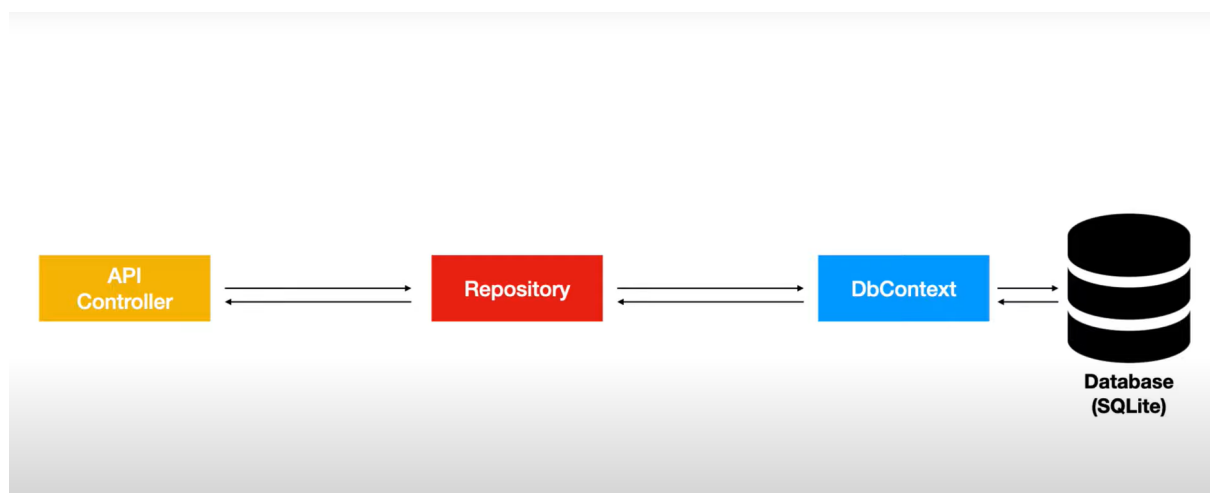 API
Controller
Repository
DbContext
Database
(SQLite)